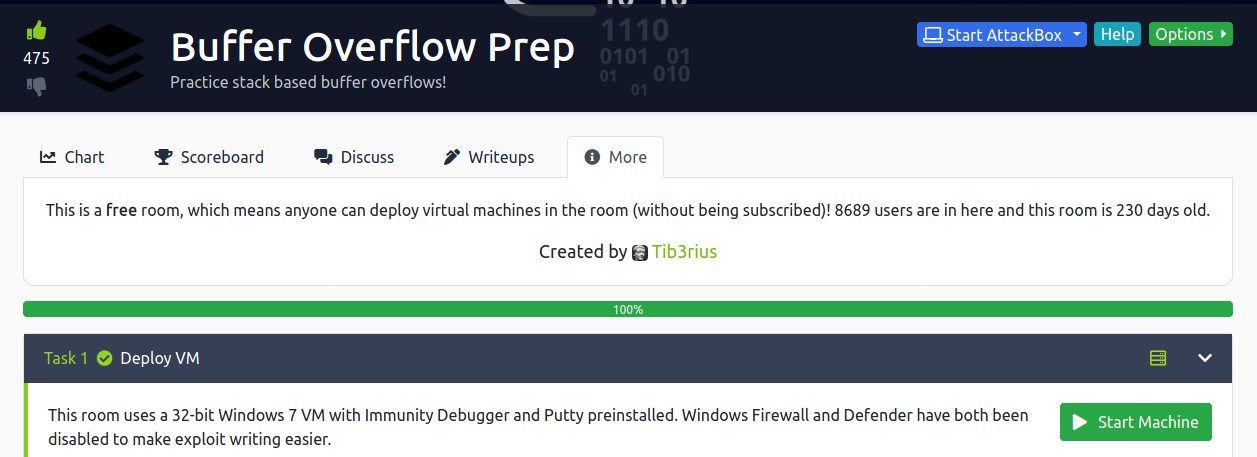 10 10
1110
0101 01
01 010
01
475
Buffer Overflow Prep
Practice stack based buffer overflows!
Start AttackBox
Help
Options
Chart
Scoreboard
Discuss
Writeups
More
This is a free room, which means anyone can deploy virtual machines in the room (without being subscribed)! 8689 users are in here and this room is 230 days old.
Created by Tib3rius
100%
Task 1 Deploy VM
This room uses a 32-bit Windows 7 VM with Immunity Debugger and Putty preinstalled. Windows Firewall and Defender have both been
disabled to make exploit writing easier.
Start Machine